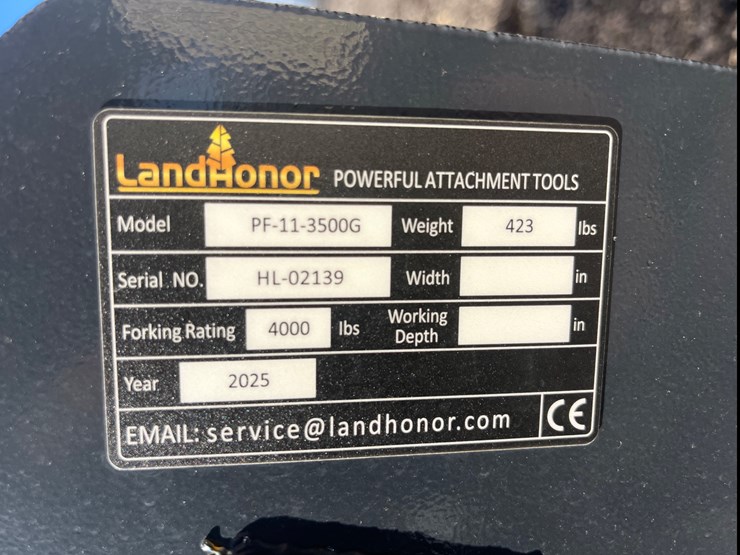 LandHonor POWERFUL ATTACHMENT TOOLS
Model PF-11-3500G Weight 423 lbs
Serial NO. HL-02139 Width in
Forking Rating 4000 lbs Working Depth in
Year 2025
EMAIL: service@landhonor.com CE